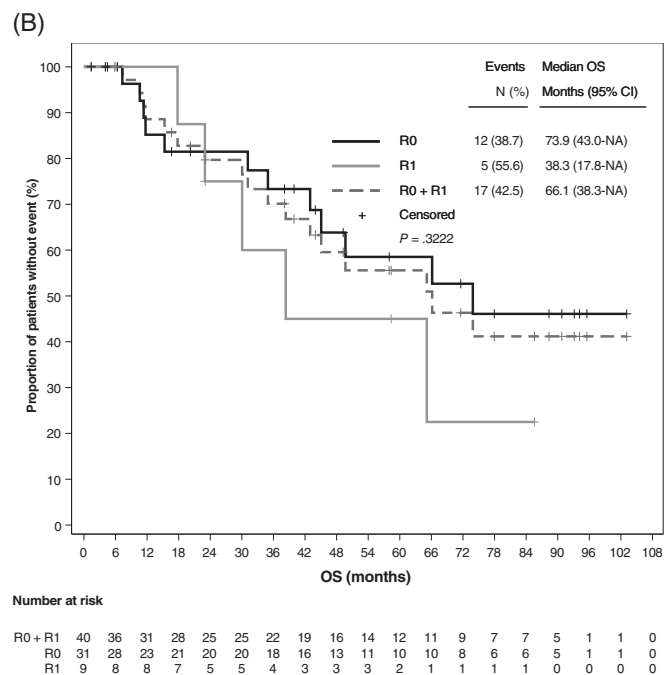 (B)
Events Median OS
N (%) Months (95% CI)
R0 12 (38.7) 73.9 (43.0-NA)
R1 5 (55.6) 38.3 (17.8-NA)
R0 + R1 17 (42.5) 66.1 (38.3-NA)
+ Censored
P = .3222
Proportion of patients without event (%)
100
90
80
70
60
50
40
30
20
10
0
0 6 12 18 24 30 36 42 48 54 60 66 72 78 84 90 96 102 108
OS (months)
Number at risk
R0 + R1 40 36 31 28 25 25 22 19 16 14 12 11 9 7 7 5 1 1 0
R0 31 28 23 21 20 20 18 16 13 11 10 10 8 6 6 5 1 1 0
R1 9 8 8 7 5 5 4 3 3 3 2 1 1 1 1 0 0 0 0